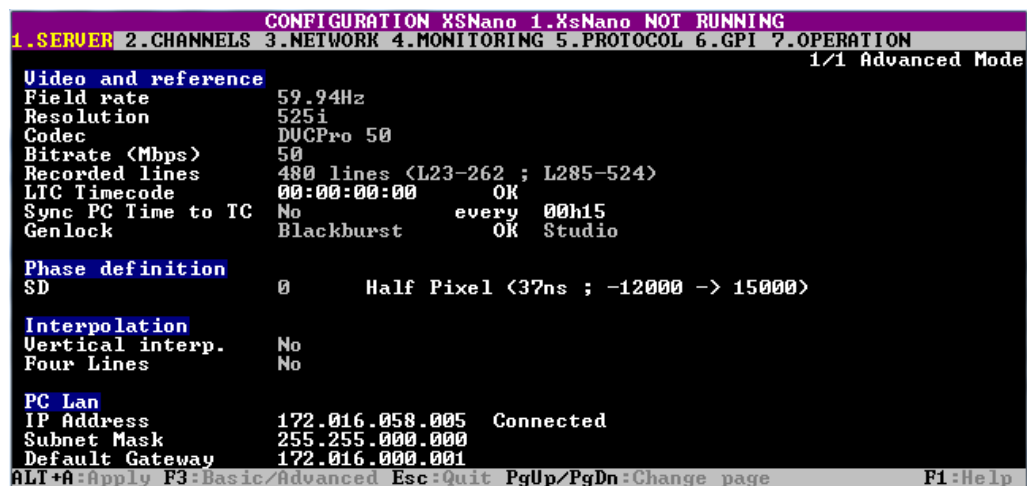 CONFIGURATION XSNano 1.XsNano NOT RUNNING
1.SERVER 2.CHANNELS 3.NETWORK 4.MONITORING 5.PROTOCOL 6.GPI 7.OPERATION
1/1 Advanced Mode
Video and reference
Field rate 59.94Hz
Resolution 525i
Codec DVCPro 50
Bitrate (Mbps) 50
Recorded lines 480 lines (L23-262 ; L285-524)
LTC Timecode 00:00:00:00 OK
Sync PC Time to TC No every 00h15
Genlock Blackburst OK Studio
Phase definition
SD 0 Half Pixel (37ns ; -12000 -> 15000)
Interpolation
Vertical interp. No
Four Lines No
PC Lan
IP Address 172.016.058.005 Connected
Subnet Mask 255.255.000.000
Default Gateway 172.016.000.001
ALT+A:Apply F3:Basic/Advanced Esc:Quit PgUp/PgDn:Change page F1:Help